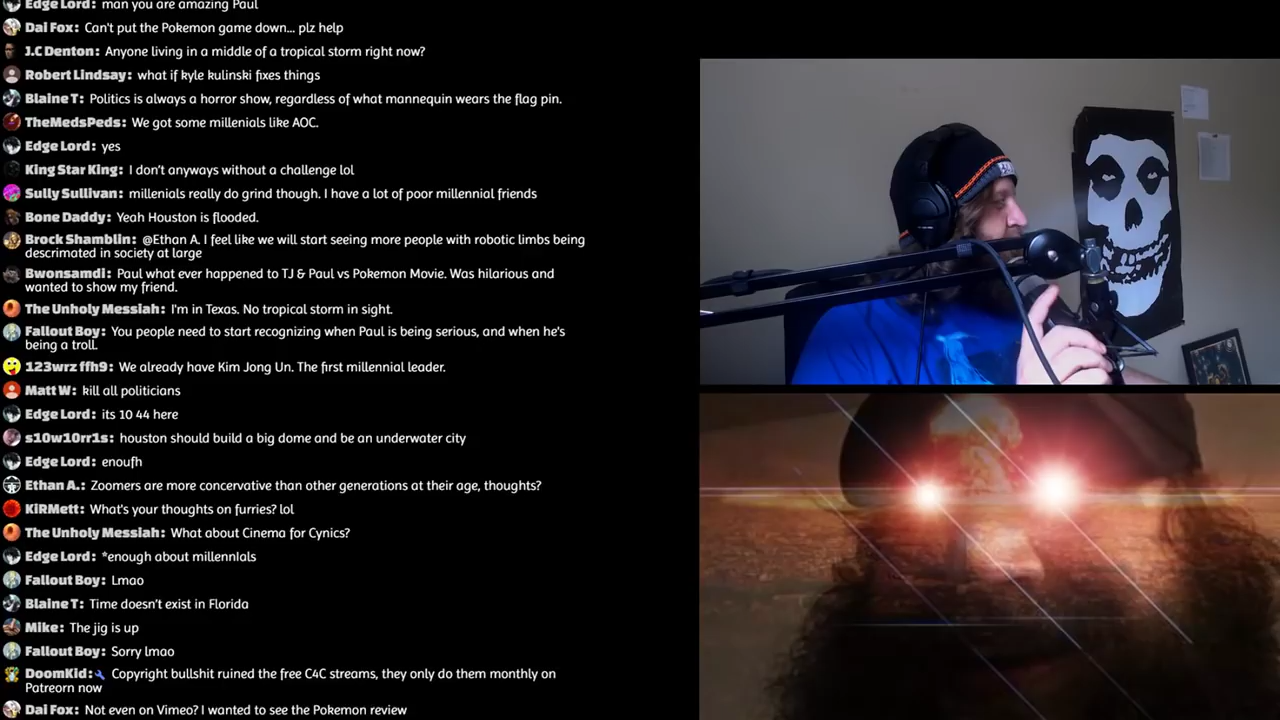 Edge Lord: man you are amazing Paul
Dai Fox: Can't put the Pokemon game down... plz help
J.C Denton: Anyone living in a middle of a tropical storm right now?
Robert Lindsay: what if kyle kulinski fixes things
Blaine T: Politics is always a horror show, regardless of what mannequin wears the flag pin.
TheMedsPeds: We got some millenials like AOC.
Edge Lord: yes
King Star King: I don't anyways without a challenge lol
Sully Sullivan: millenials really do grind though. I have a lot of poor millennial friends
Bone Daddy: Yeah Houston is flooded.
Brock Shamblin: @Ethan A. I feel like we will start seeing more people with robotic limbs being
descrimated in society at large
Bwonsamdi: Paul what ever happened to TJ & Paul vs Pokemon Movie. Was hilarious and
wanted to show my friend.
The Unholy Messiah: I'm in Texas. No tropical storm in sight.
Fallout Boy: You people need to start recognizing when Paul is being serious, and when he's
being a troll.
123wrz ffh9: We already have Kim Jong Un. The first millennial leader.
Matt W: kill all politicians
Edge Lord: its 10 44 here
s10w10rr1s: houston should build a big dome and be an underwater city
Edge Lord: enoufh
Ethan A.: Zoomers are more concervative than other generations at their age, thoughts?
KiRMett: What's your thoughts on furries? lol
The Unholy Messiah: What about Cinema for Cynics?
Edge Lord: *enough about millennIals
Fallout Boy: Lmao
Blaine T: Time doesn't exist in Florida
Mike: The jig is up
Fallout Boy: Sorry lmao
DoomKid: Copyright bullshit ruined the free C4C streams, they only do them monthly on
Patreorn now
Dai Fox: Not even on Vimeo? I wanted to see the Pokemon review